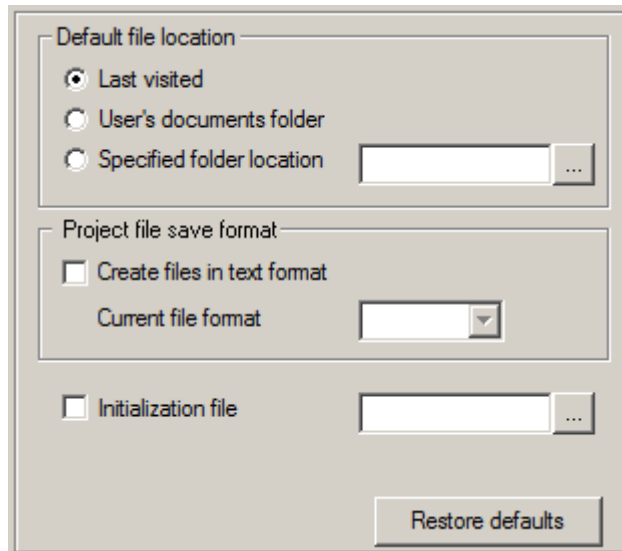 Default file location
Last visited
User's documents folder
Specified folder location ...
Project file save format
Create files in text format
Current file format
Initialization file ...
Restore defaults